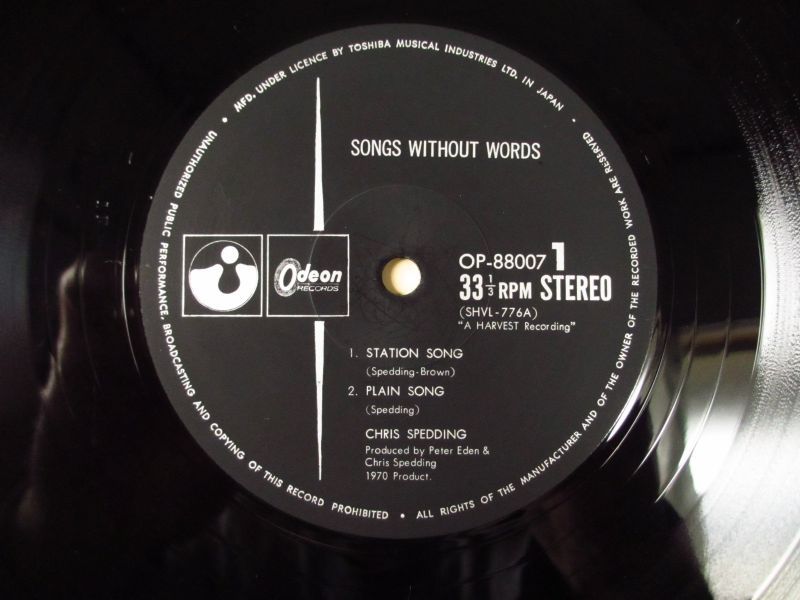 • MFD. UNDER LICENCE BY TOSHIBA MUSICAL INDUSTRIES LTD. IN JAPAN •
SONGS WITHOUT WORDS
Odeon
RECORDS
OP-88007 1
33 1/3 RPM STEREO
(SHVL-776A)
"A HARVEST Recording"
1. STATION SONG
(Spedding-Brown)
2. PLAIN SONG
(Spedding)
CHRIS SPEDDING
Produced by Peter Eden &
Chris Spedding
1970 Product.
UNAUTHORIZED PUBLIC PERFORMANCE, BROADCASTING AND COPYING OF THIS RECORD PROHIBITED • ALL RIGHTS OF THE MANUFACTURER AND OF THE OWNER OF THE RECORDED WORK ARE RESERVED